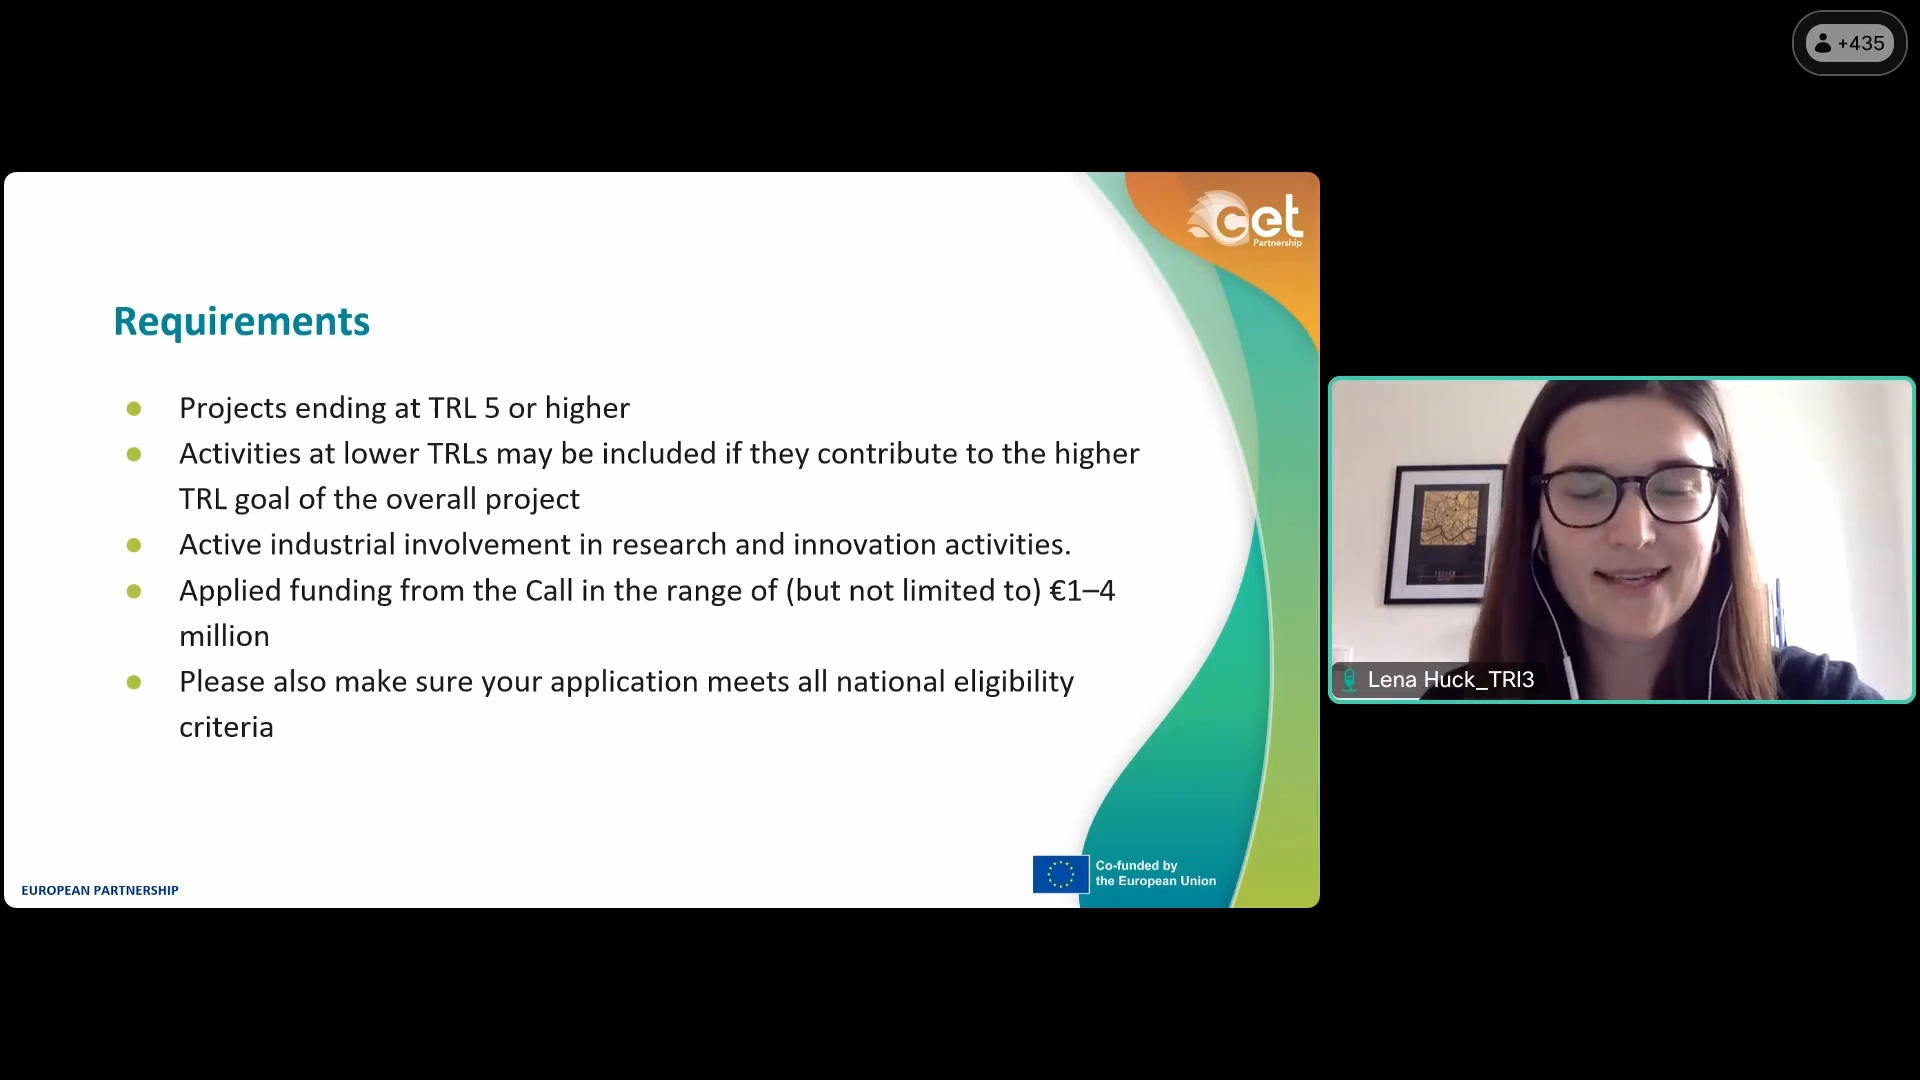 +435
cet
Partnership
Requirements
Projects ending at TRL 5 or higher
Activities at lower TRLs may be included if they contribute to the higher
TRL goal of the overall project
Active industrial involvement in research and innovation activities.
Applied funding from the Call in the range of (but not limited to) €1–4
million
Please also make sure your application meets all national eligibility
criteria
Lena Huck_TRI3
Co-funded by
the European Union
EUROPEAN PARTNERSHIP